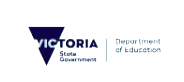 VICTORIA
State
Government
Department
of Education